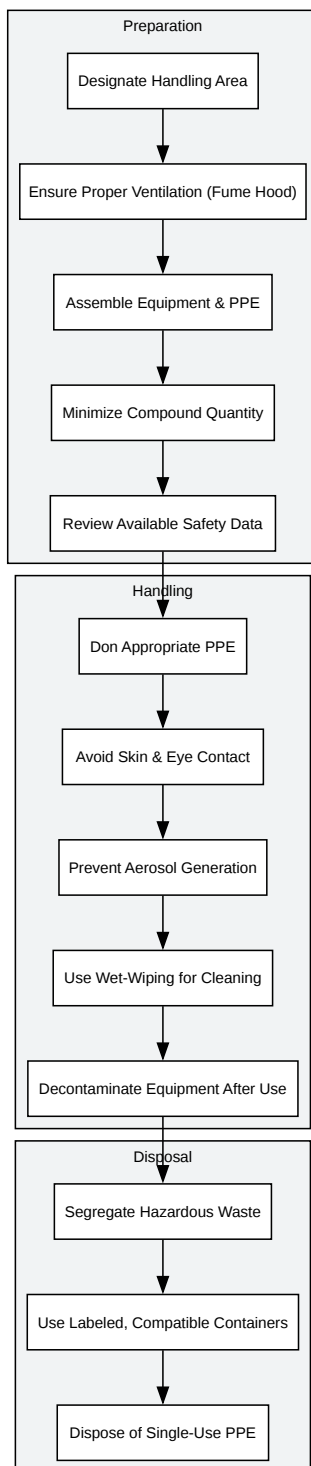 Preparation
Designate Handling Area
Ensure Proper Ventilation (Fume Hood)
Assemble Equipment & PPE
Minimize Compound Quantity
Review Available Safety Data
Handling
Don Appropriate PPE
Avoid Skin & Eye Contact
Prevent Aerosol Generation
Use Wet-Wiping for Cleaning
Decontaminate Equipment After Use
Disposal
Segregate Hazardous Waste
Use Labeled, Compatible Containers
Dispose of Single-Use PPE